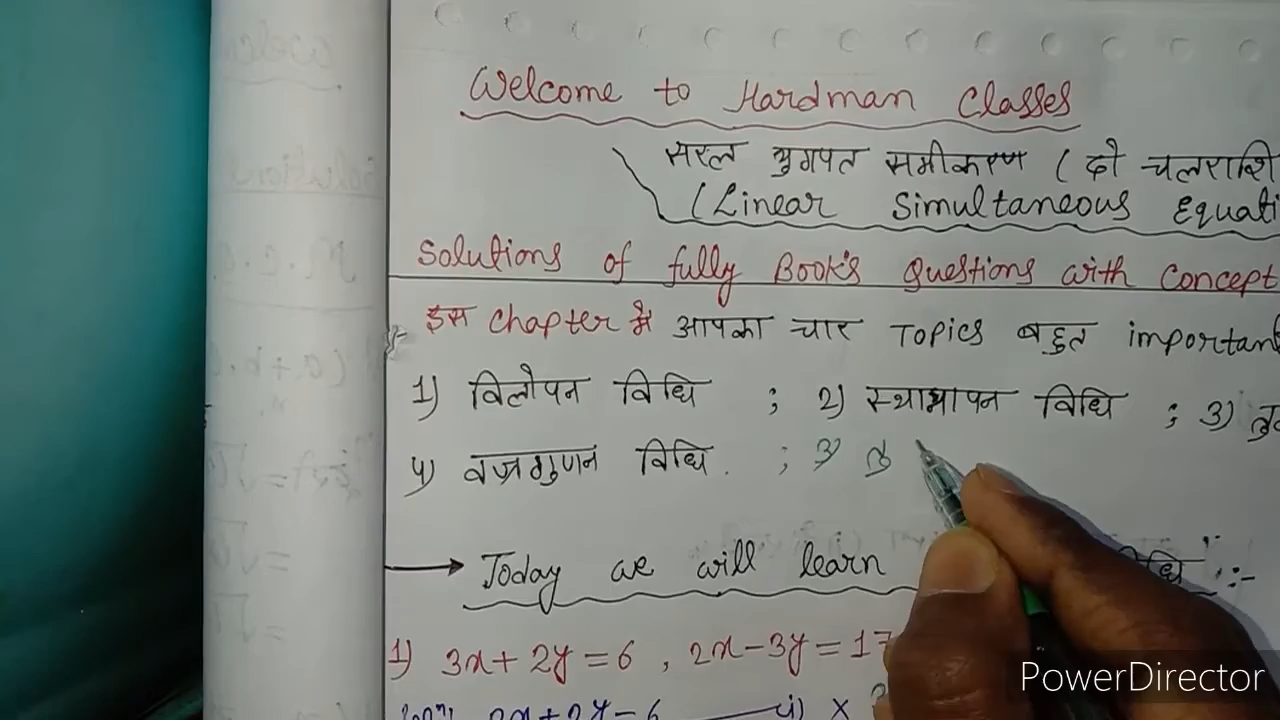 Welcome to Hardman Classes
सरल युगपत समीकरण ( दो चलराशि
(Linear Simultaneous Equati
Solutions of fully Book's Questions with Concept
इस Chapter मे आपका चार Topics बहुत important
1) विलोपन विधि ; 2) विधि ; 3)
4) वज्रगुणन विधि . ; 3) तु
Today we will learn :-
1) 3x + 2y = 6 , 2x - 3y = 17
PowerDirector